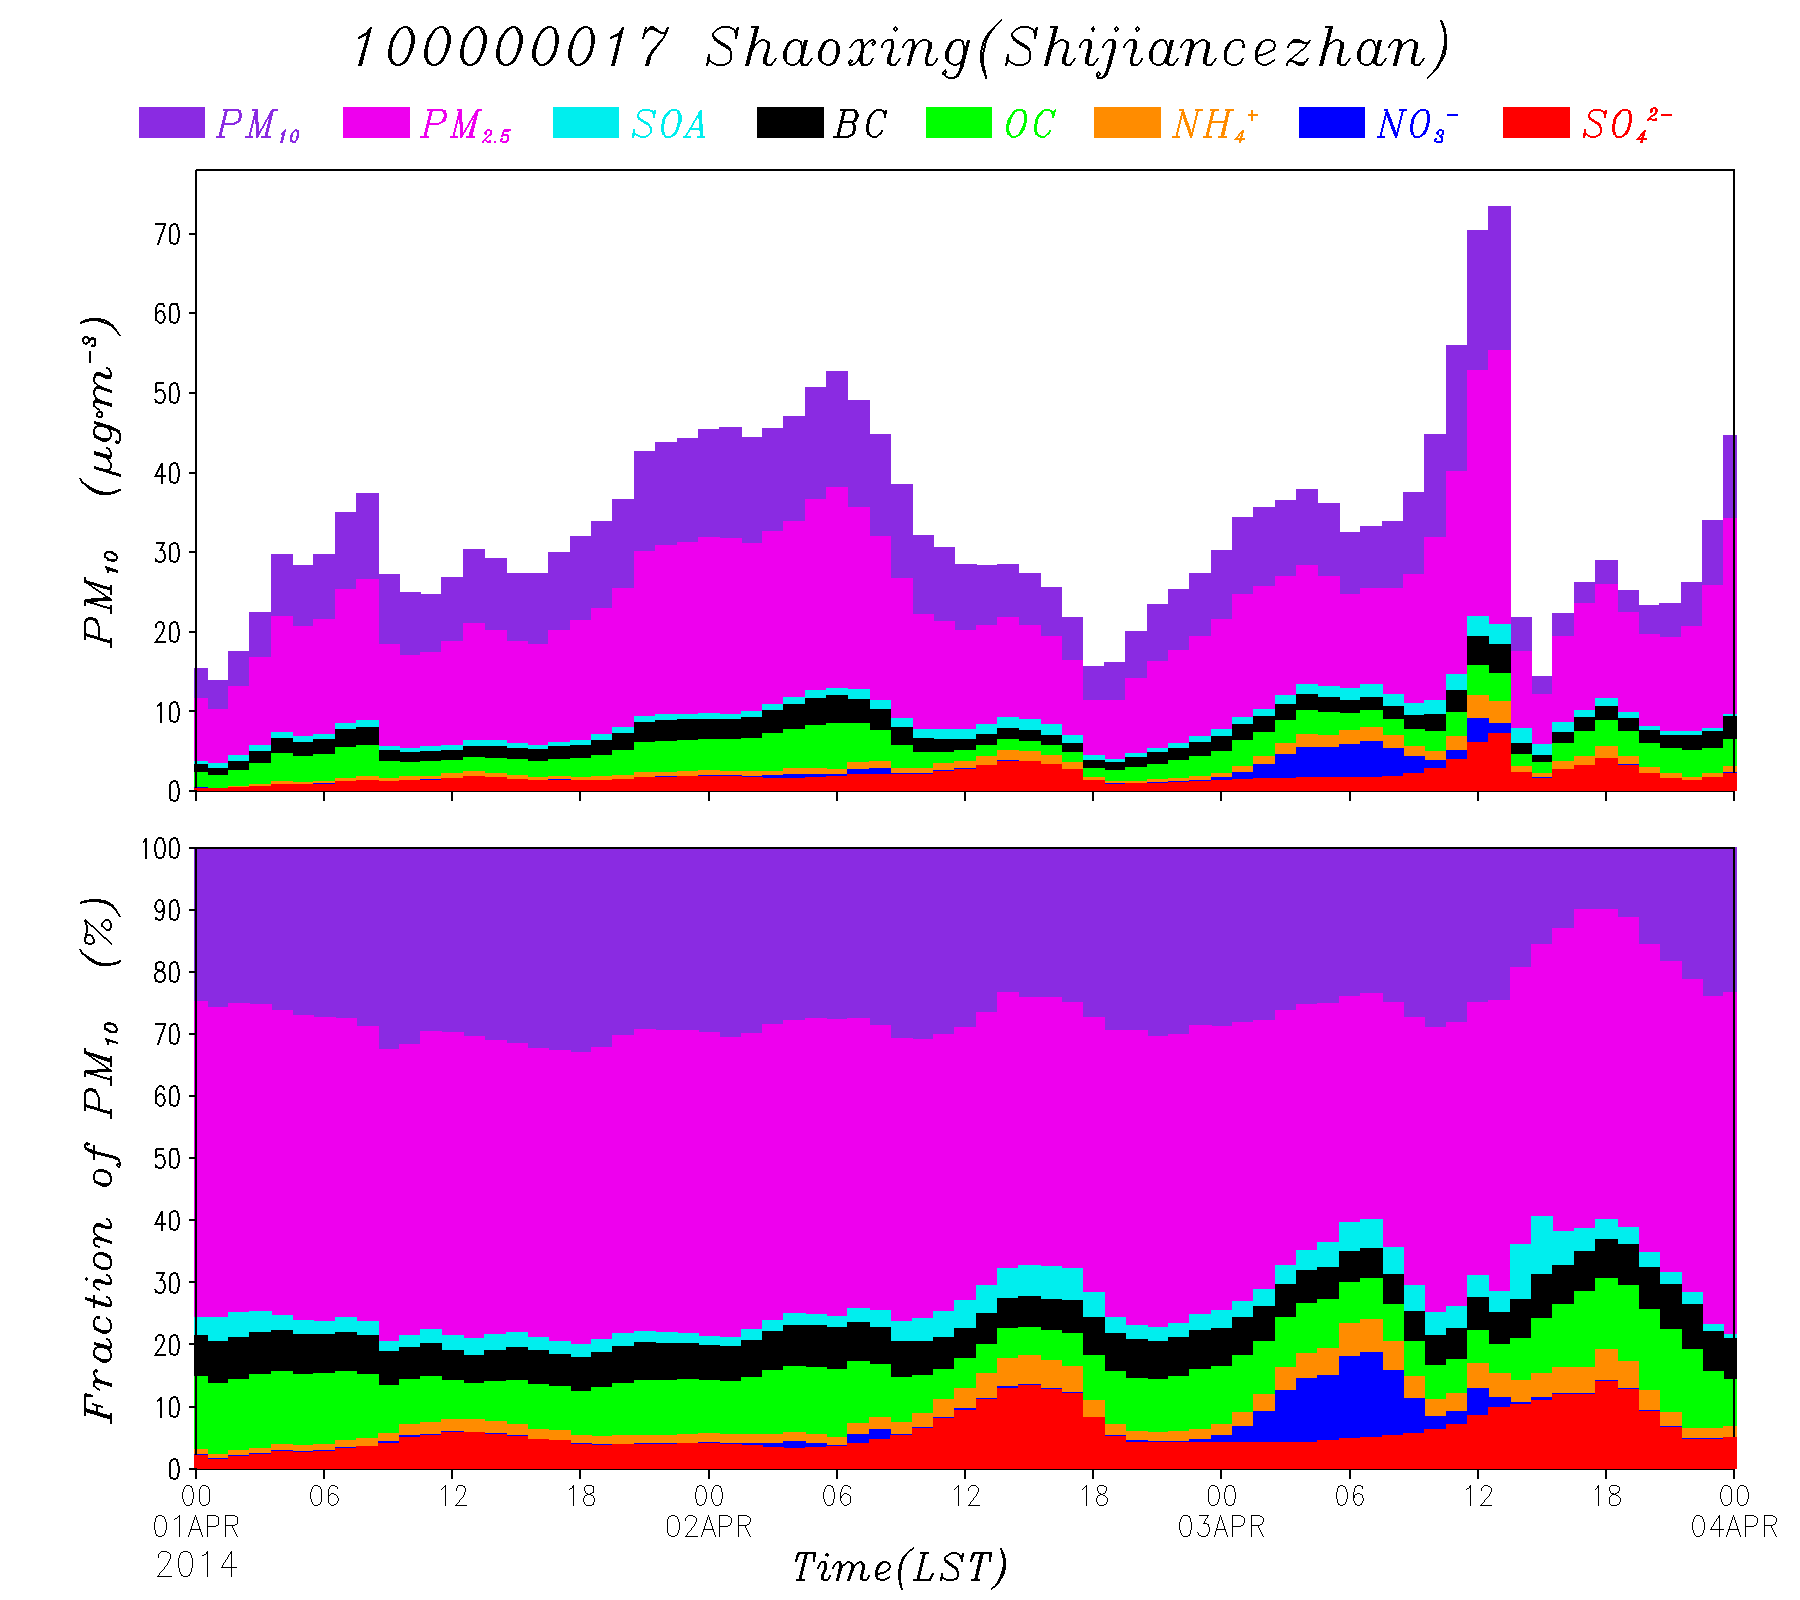 100000017 Shaoxing(Shijiancezhan)
PM₁₀ PM₂.₅ SOA BC OC NH₄⁺ NO₃⁻ SO₄²⁻
PM₁₀ (μg·m⁻³)
70
60
50
40
30
20
10
0
Fraction of PM₁₀ (%)
100
90
80
70
60
50
40
30
20
10
0
00 06 12 18 00 06 12 18 00 06 12 18 00
01APR 02APR 03APR 04APR
2014
Time(LST)